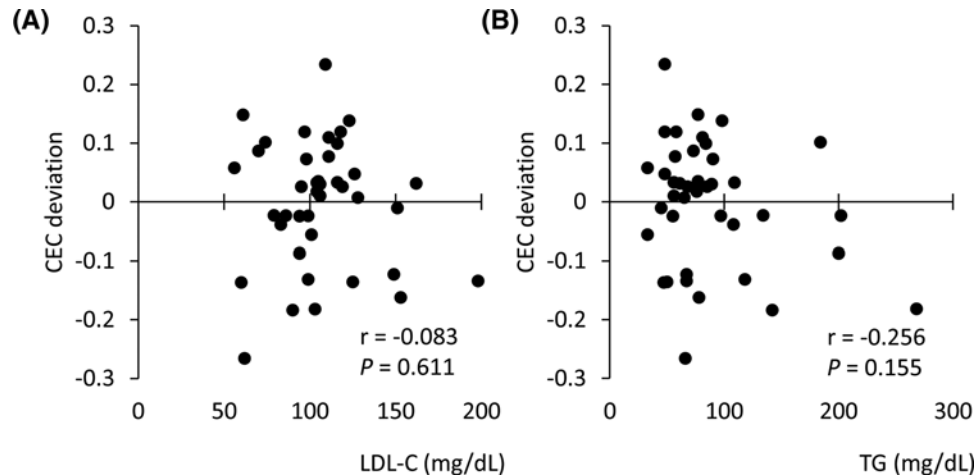 (A)
CEC deviation
0.3
0.2
0.1
0
-0.1
-0.2
-0.3
r = -0.083
P = 0.611
0 50 100 150 200
LDL-C (mg/dL)
(B)
CEC deviation
0.3
0.2
0.1
0
-0.1
-0.2
-0.3
r = -0.256
P = 0.155
0 100 200 300
TG (mg/dL)